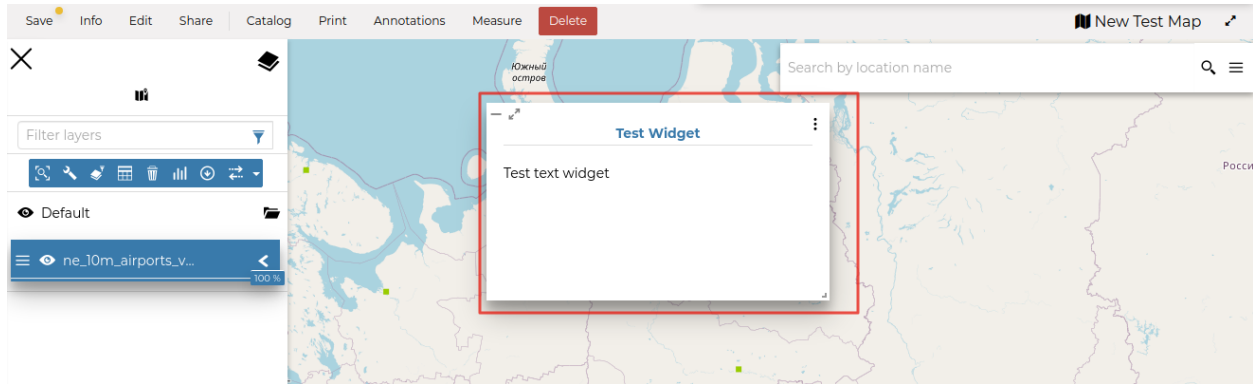 Save Info Edit Share Catalog Print Annotations Measure Delete New Test Map
Search by location name
Filter layers
Default
ne_10m_airports_v...
100 %
Южный
остров
Test Widget
Test text widget
Росси